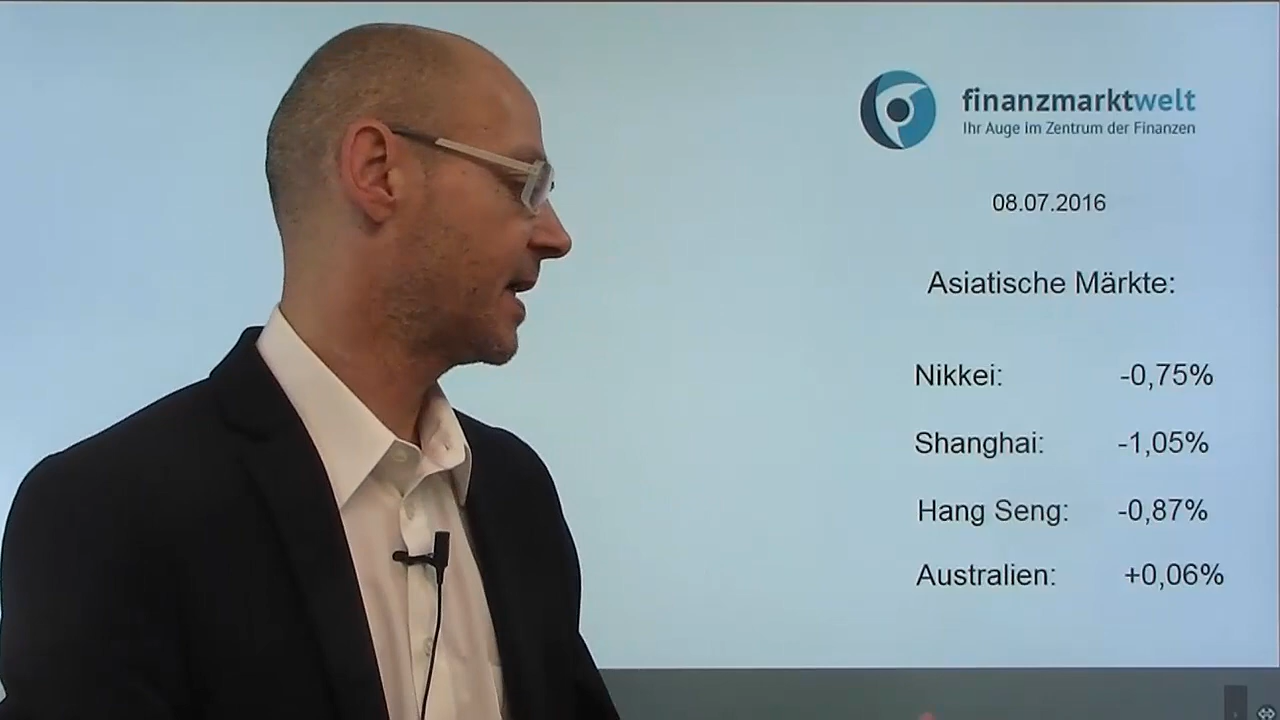 finanzmarktwelt
Ihr Auge im Zentrum der Finanzen
08.07.2016
Asiatische Märkte:
Nikkei: -0,75%
Shanghai: -1,05%
Hang Seng: -0,87%
Australien: +0,06%